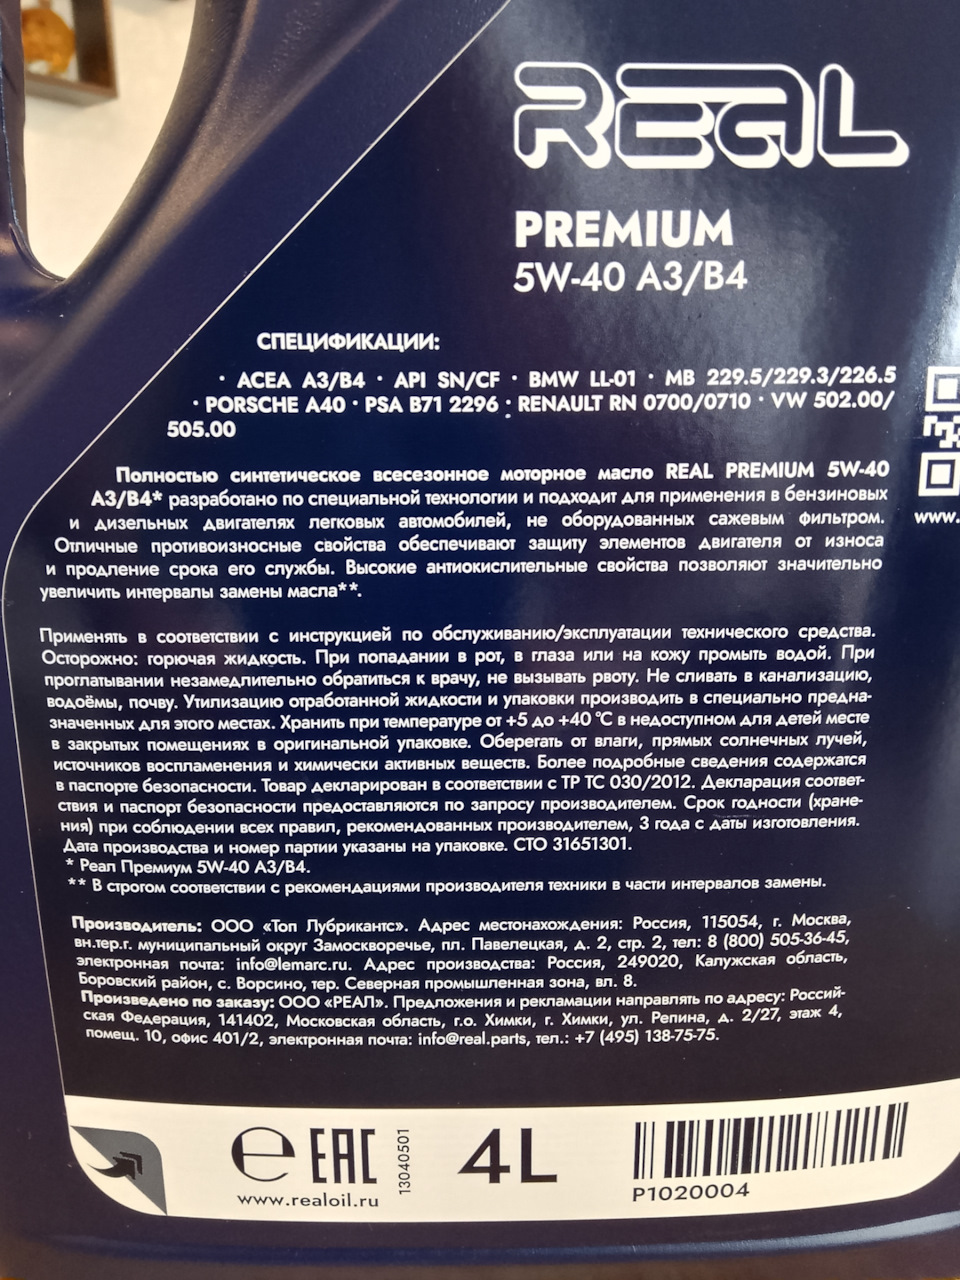 REAL
PREMIUM
5W-40 A3/B4
СПЕЦИФИКАЦИИ:
· ACEA A3/B4 · API SN/CF · BMW LL-01 · MB 229.5/229.3/226.5
· PORSCHE A40 · PSA B71 2296 · RENAULT RN 0700/0710 · VW 502.00/
505.00
Полностью синтетическое всесезонное моторное масло REAL PREMIUM 5W-40
A3/B4* разработано по специальной технологии и подходит для применения в бензиновых
и дизельных двигателях легковых автомобилей, не оборудованных сажевым фильтром.
Отличные противоизносные свойства обеспечивают защиту элементов двигателя от износа
и продление срока его службы. Высокие антиокислительные свойства позволяют значительно
увеличить интервалы замены масла**.
www.
Применять в соответствии с инструкцией по обслуживанию/эксплуатации технического средства.
Осторожно: горючая жидкость. При попадании в рот, в глаза или на кожу промыть водой. При
проглатывании незамедлительно обратиться к врачу, не вызывать рвоту. Не сливать в канализацию,
водоёмы, почву. Утилизацию отработанной жидкости и упаковки производить в специально предна-
значенных для этого местах. Хранить при температуре от +5 до +40 °С в недоступном для детей месте
в закрытых помещениях в оригинальной упаковке. Оберегать от влаги, прямых солнечных лучей,
источников воспламенения и химически активных веществ. Более подробные сведения содержатся
в паспорте безопасности. Товар декларирован в соответствии с ТР ТС 030/2012. Декларация соответ-
ствия и паспорт безопасности предоставляются по запросу производителем. Срок годности (хране-
ния) при соблюдении всех правил, рекомендованных производителем, 3 года с даты изготовления.
Дата производства и номер партии указаны на упаковке. СТО 31651301.
* Реал Премиум 5W-40 A3/B4.
** В строгом соответствии с рекомендациями производителя техники в части интервалов замены.
Производитель: ООО «Топ Лубрикантс». Адрес местонахождения: Россия, 115054, г. Москва,
вн.тер.г. муниципальный округ Замоскворечье, пл. Павелецкая, д. 2, стр. 2, тел: 8 (800) 505-36-45,
электронная почта: info@lemarc.ru. Адрес производства: Россия, 249020, Калужская область,
Боровский район, с. Ворсино, тер. Северная промышленная зона, вл. 8.
Произведено по заказу: ООО «РЕАЛ». Предложения и рекламации направлять по адресу: Россий-
ская Федерация, 141402, Московская область, г.о. Химки, г. Химки, ул. Репина, д. 2/27, этаж 4,
помещ. 10, офис 401/2, электронная почта: info@real.parts, тел.: +7 (495) 138-75-75.
℮ EAC
13040501
4L
www.realoil.ru
P1020004